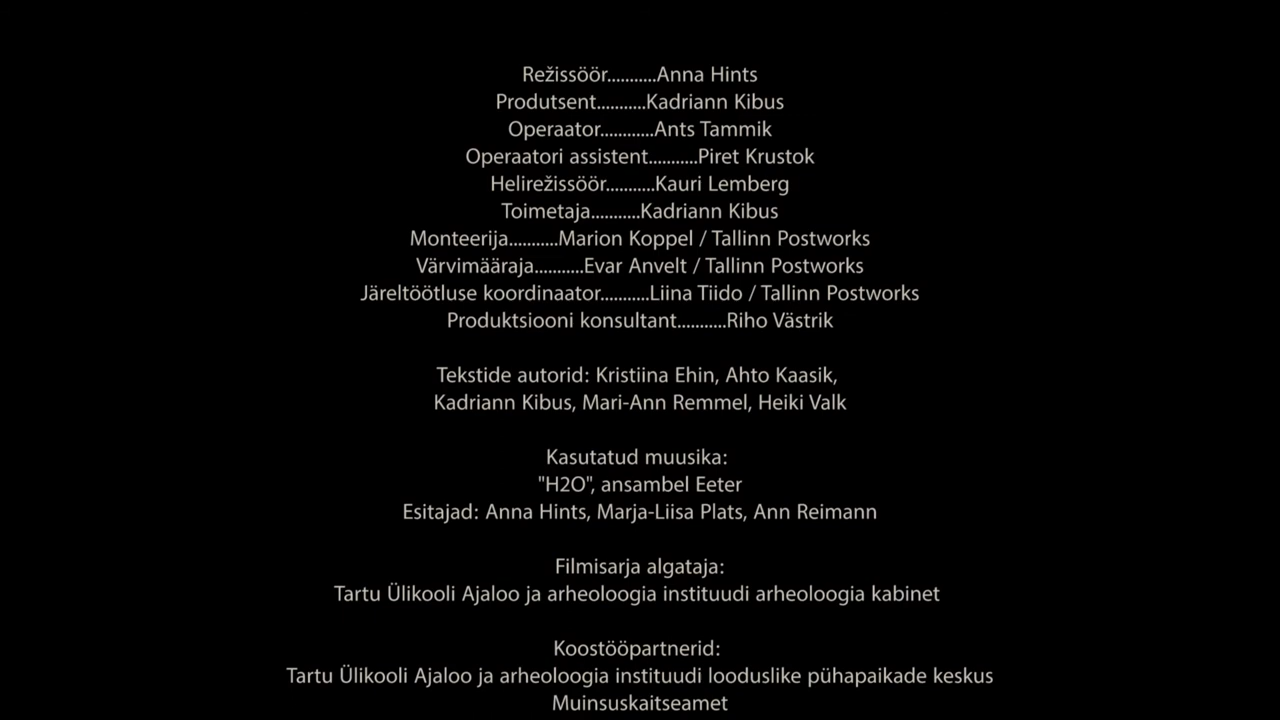 Režissöör...........Anna Hints
Produtsent...........Kadriann Kibus
Operaator............Ants Tammik
Operaatori assistent...........Piret Krustok
Helirežissöör...........Kauri Lemberg
Toimetaja...........Kadriann Kibus
Monteerija...........Marion Koppel / Tallinn Postworks
Värvimääraja...........Evar Anvelt / Tallinn Postworks
Järeltöötluse koordinaator...........Liina Tiido / Tallinn Postworks
Produktsiooni konsultant...........Riho Västrik
Tekstide autorid: Kristiina Ehin, Ahto Kaasik,
Kadriann Kibus, Mari-Ann Remmel, Heiki Valk
Kasutatud muusika:
"H2O", ansambel Eeter
Esitajad: Anna Hints, Marja-Liisa Plats, Ann Reimann
Filmisarja algataja:
Tartu Ülikooli Ajaloo ja arheoloogia instituudi arheoloogia kabinet
Koostööpartnerid:
Tartu Ülikooli Ajaloo ja arheoloogia instituudi looduslike pühapaikade keskus
Muinsuskaitseamet